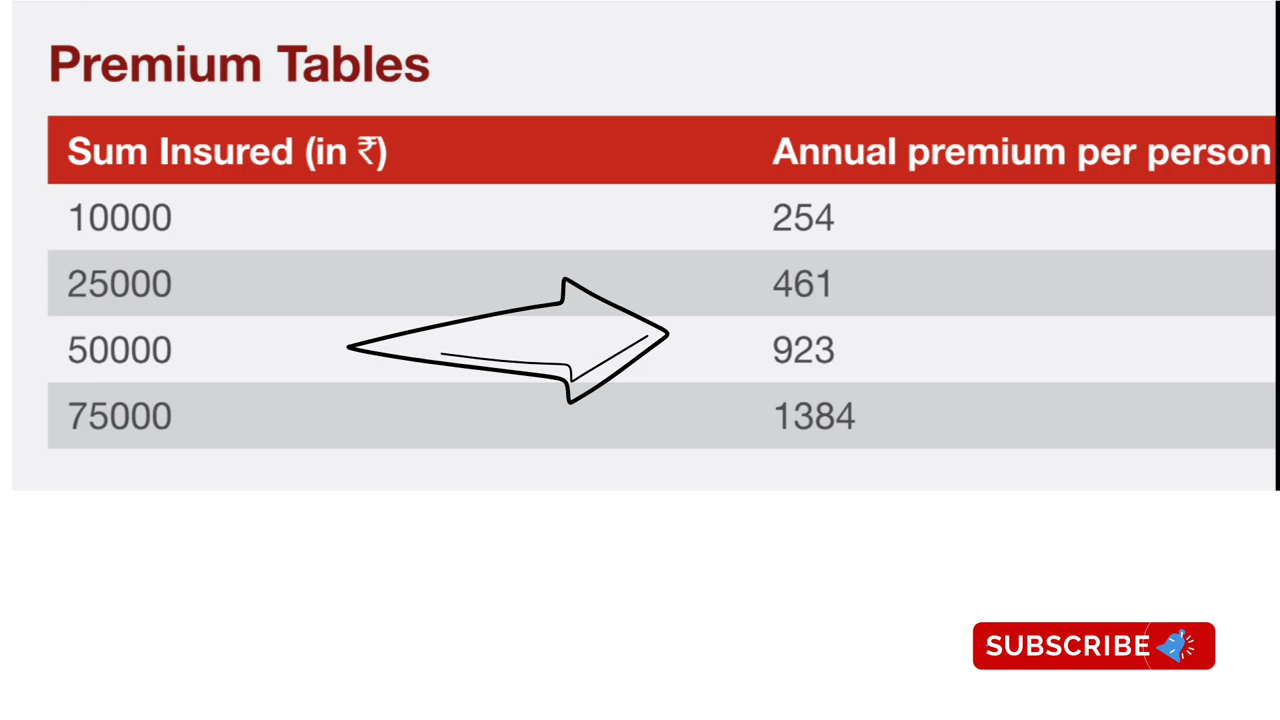 Premium Tables
Sum Insured (in ₹) Annual premium per person
10000 254
25000 461
50000 923
75000 1384
SUBSCRIBE